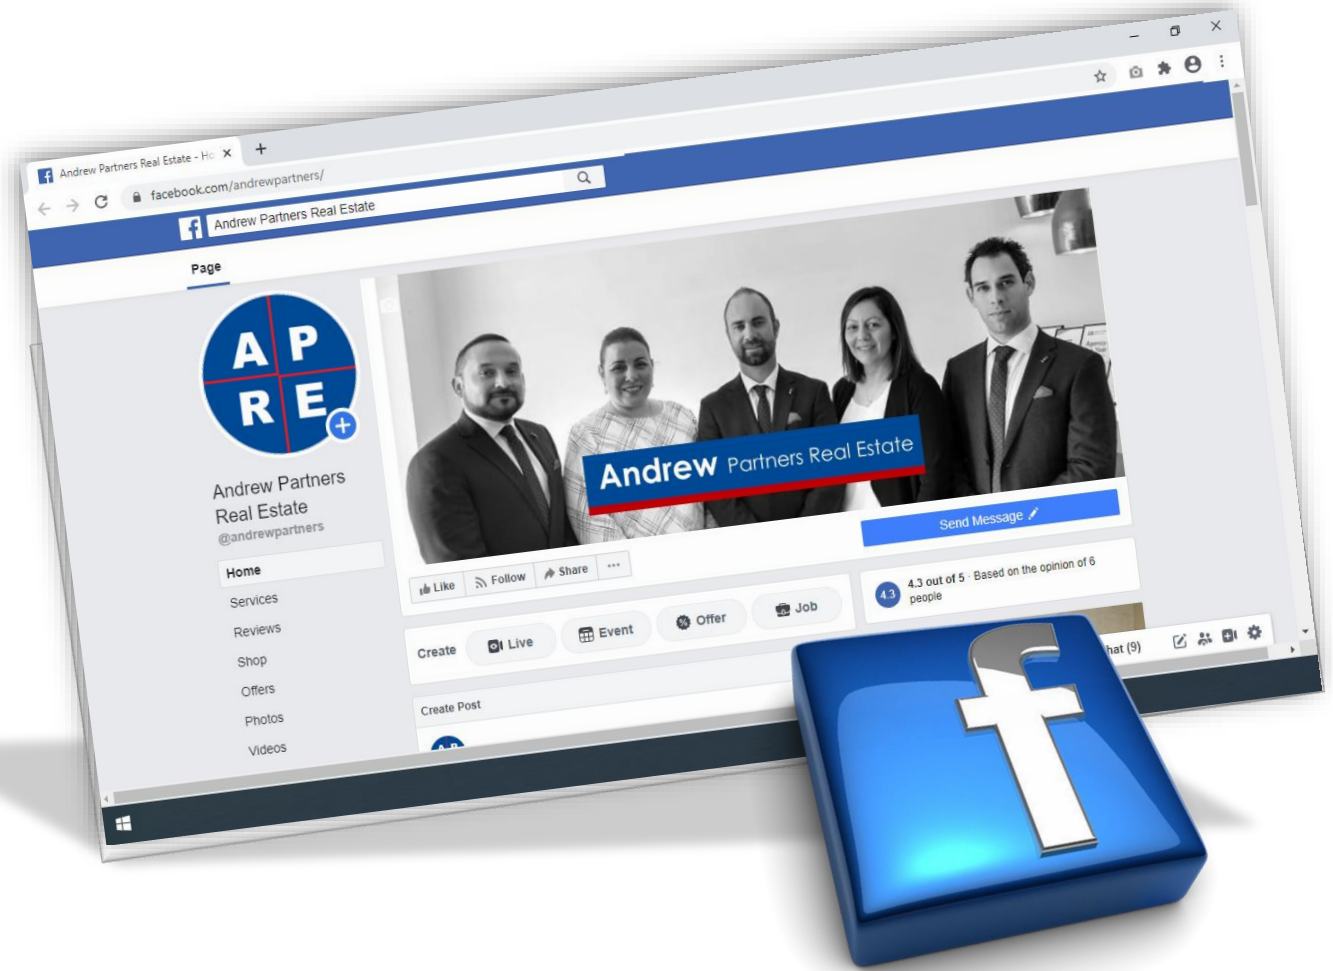 Andrew Partners Real Estate - Ho
facebook.com/andrewpartners/
Andrew Partners Real Estate
Page
A P
R E
Andrew Partners
Real Estate
@andrewpartners
Home
Services
Reviews
Shop
Offers
Photos
Videos
Andrew Partners Real Estate
Like Follow Share ...
Send Message
Create Live Event Offer Job
4.3 4.3 out of 5 · Based on the opinion of 6
people
Create Post
hat (9)
f